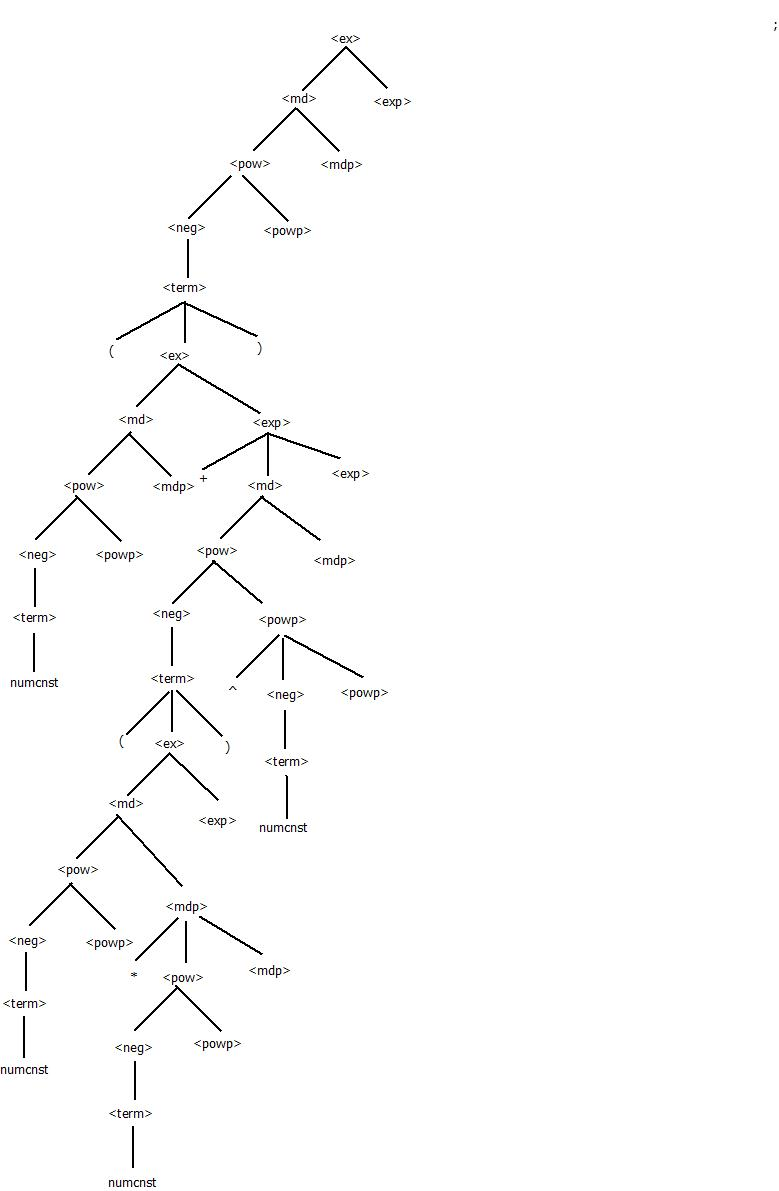 ;
<ex>
<md> <exp>
<pow> <mdp>
<neg> <powp>
<term>
( <ex> )
<md> <exp>
<pow> <mdp> + <md> <exp>
<neg> <powp> <pow> <mdp>
<term> <neg> <powp>
numcnst <term> ^ <neg> <powp>
( <ex> ) <term>
<md> <exp> numcnst
<pow>
<mdp>
<neg> <powp>
* <pow> <mdp>
<term>
<neg> <powp>
numcnst
<term>
numcnst